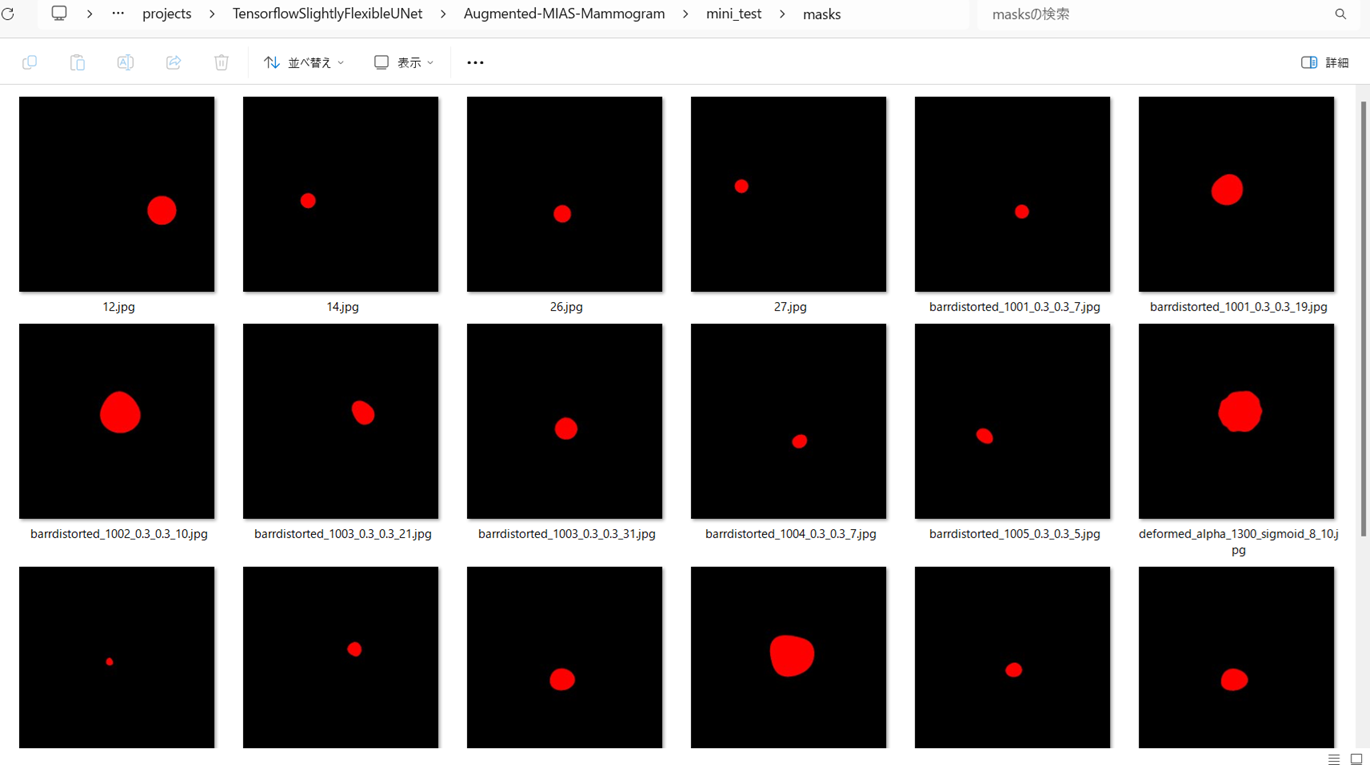 projects > TensorflowSlightlyFlexibleUNet > Augmented-MIAS-Mammogram > mini_test > masks
masksの検索
並べ替え
表示
詳細
12.jpg
14.jpg
26.jpg
27.jpg
barrdistorted_1001_0.3_0.3_7.jpg
barrdistorted_1001_0.3_0.3_19.jpg
barrdistorted_1002_0.3_0.3_10.jpg
barrdistorted_1003_0.3_0.3_21.jpg
barrdistorted_1003_0.3_0.3_31.jpg
barrdistorted_1004_0.3_0.3_7.jpg
barrdistorted_1005_0.3_0.3_5.jpg
deformed_alpha_1300_sigmoid_8_10.j
pg